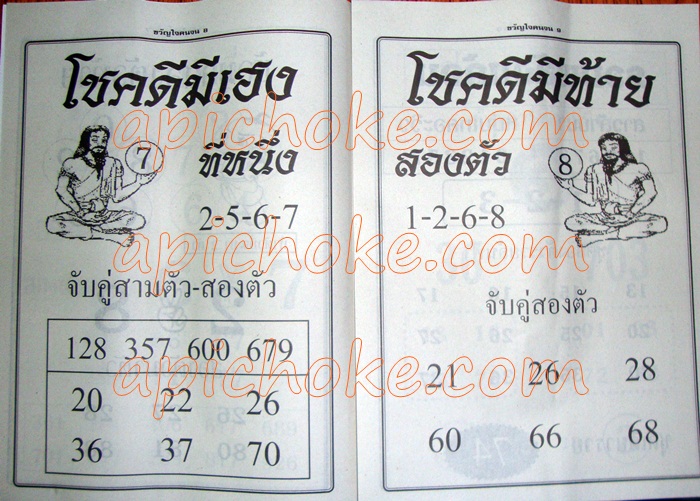 ขวัญใจคนจน 8
โชคดีมีเฮง
7
ที่หนึ่ง
2-5-6-7
จับคู่สามตัว-สองตัว
128 357 600 679
20 22 26
36 37 70
ขวัญใจคนจน 9
โชคดีมีท้าย
สองตัว
8
1-2-6-8
จับคู่สองตัว
21 26 28
60 66 68
apichoke.com
apichoke.com
apichoke.com
apichoke.com